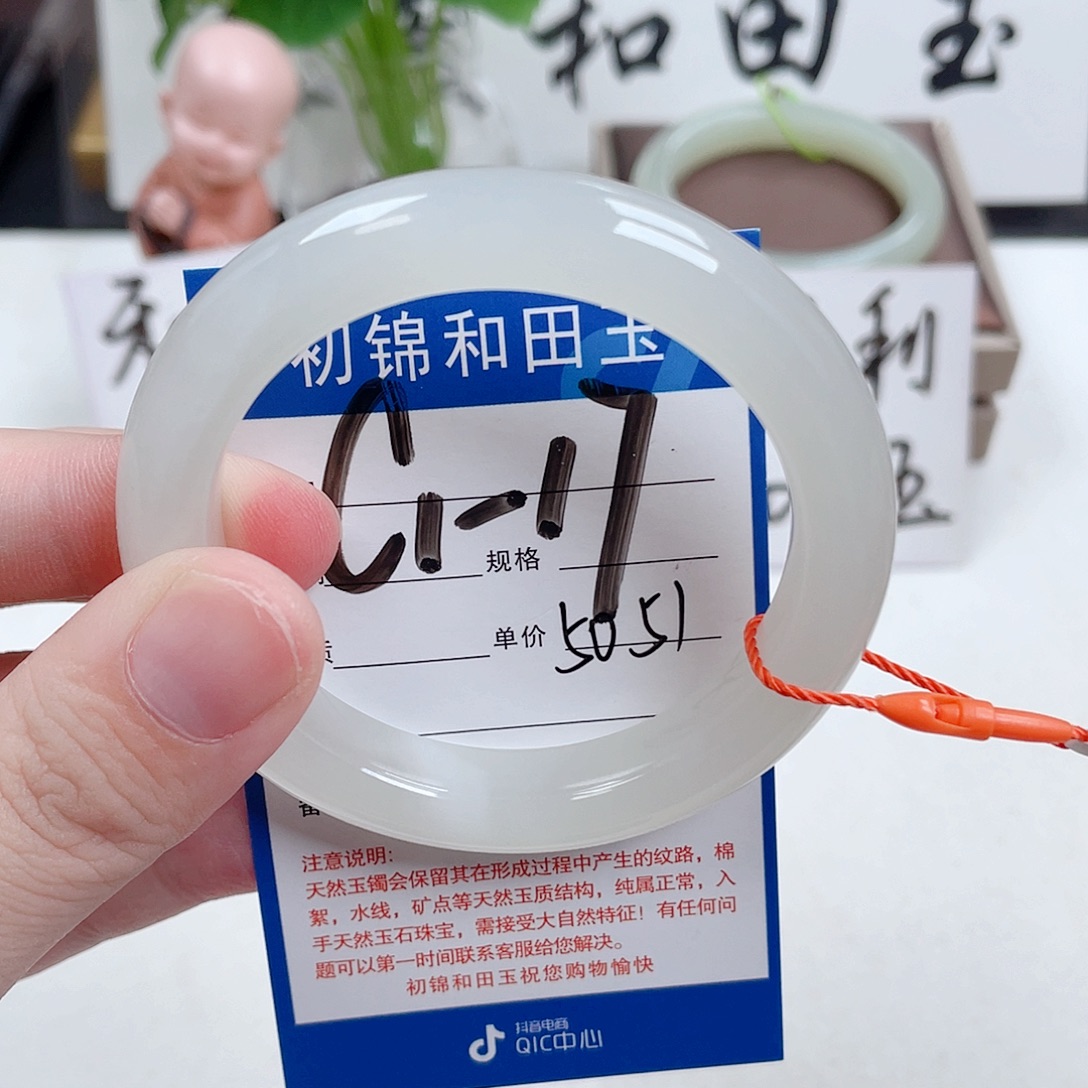 和田玉
利
初锦和田玉
C1-17
规格
单价 5051
注意说明:
天然玉镯会保留其在形成过程中产生的纹路，棉
絮，水线，矿点等天然玉质结构，纯属正常，入
手天然玉石珠宝，需接受大自然特征！有任何问
题可以第一时间联系客服给您解决。
初锦和田玉祝您购物愉快
抖音电商
QIC中心